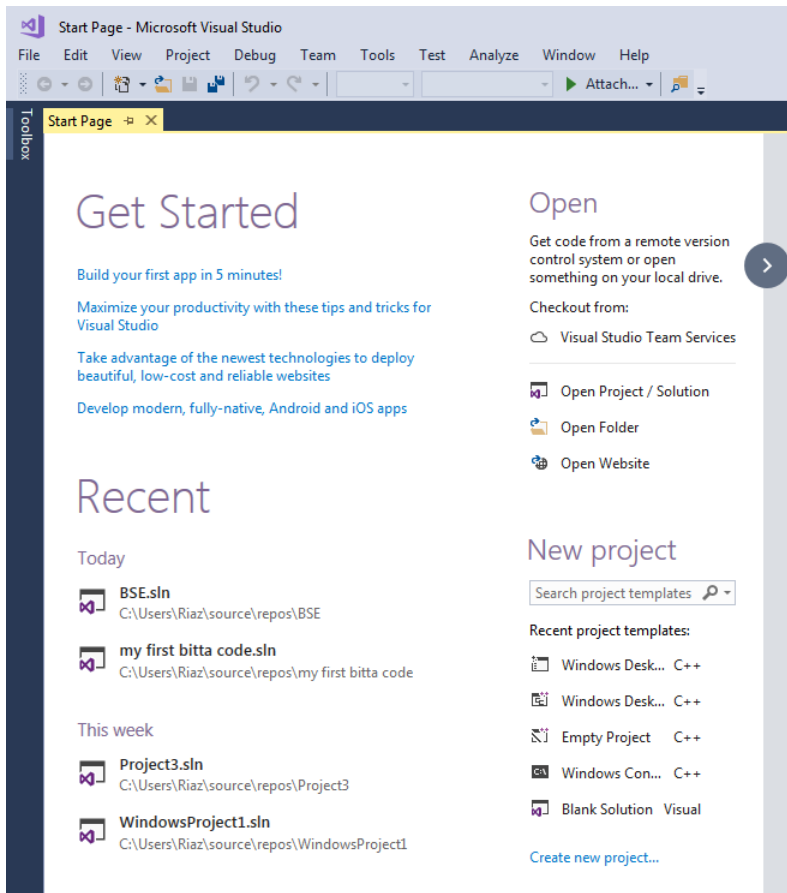 Start Page - Microsoft Visual Studio
File Edit View Project Debug Team Tools Test Analyze Window Help
Attach...
Toolbox
Start Page
Get Started
Build your first app in 5 minutes!
Maximize your productivity with these tips and tricks for
Visual Studio
Take advantage of the newest technologies to deploy
beautiful, low-cost and reliable websites
Develop modern, fully-native, Android and iOS apps
Recent
Today
BSE.sln
C:\Users\Riaz\source\repos\BSE
my first bitta code.sln
C:\Users\Riaz\source\repos\my first bitta code
This week
Project3.sln
C:\Users\Riaz\source\repos\Project3
WindowsProject1.sln
C:\Users\Riaz\source\repos\WindowsProject1
Open
Get code from a remote version
control system or open
something on your local drive.
Checkout from:
Visual Studio Team Services
Open Project / Solution
Open Folder
Open Website
New project
Search project templates
Recent project templates:
Windows Desk... C++
Windows Desk... C++
Empty Project C++
Windows Con... C++
Blank Solution Visual
Create new project...